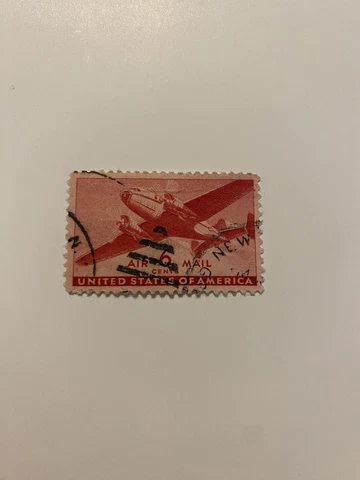 NEW
N.
6
AIR MAIL
CENTS
UNITED STATES OF AMERICA